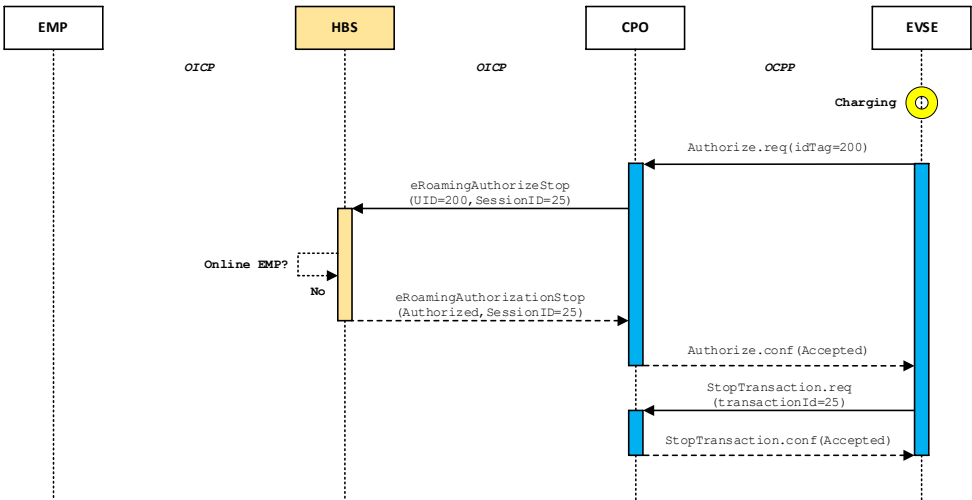 EMP
HBS
CPO
EVSE
OICP
OICP
OCPP
Charging
Authorize.req(idTag=200)
eRoamingAuthorizeStop
(UID=200,SessionID=25)
Online EMP?
No
eRoamingAuthorizationStop
(Authorized,SessionID=25)
Authorize.conf(Accepted)
StopTransaction.req
(transactionId=25)
StopTransaction.conf(Accepted)